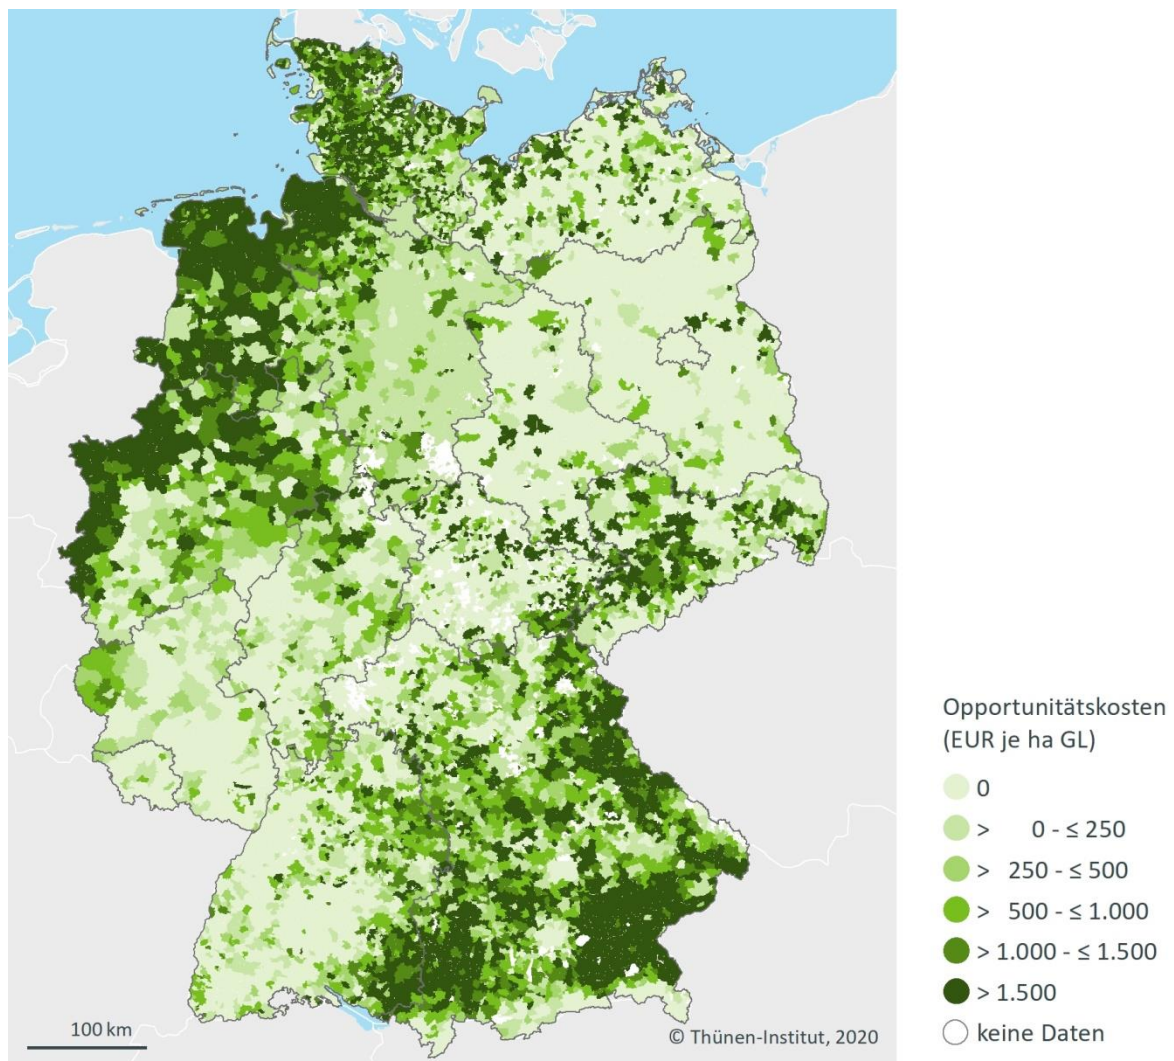 Opportunitätskosten
(EUR je ha GL)
0
> 0 - ≤ 250
> 250 - ≤ 500
> 500 - ≤ 1.000
> 1.000 - ≤ 1.500
> 1.500
keine Daten
100 km
© Thünen-Institut, 2020